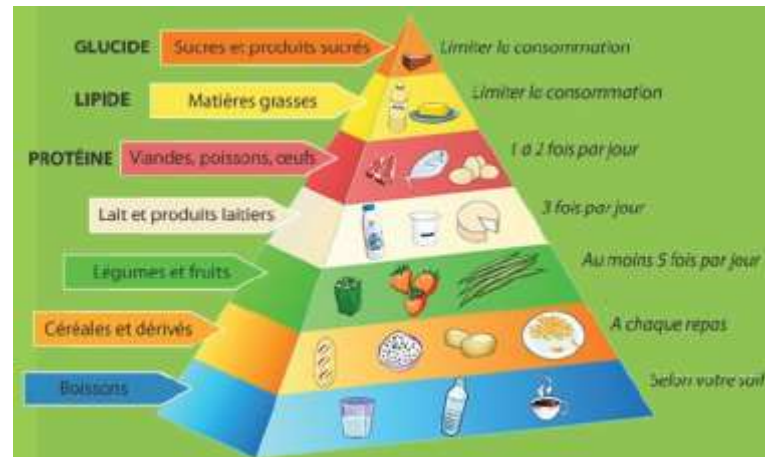 GLUCIDE Sucres et produits sucrés Limiter la consommation
LIPIDE Matières grasses Limiter la consommation
PROTÉINE Viandes, poissons, œufs 1 à 2 fois par jour
Lait et produits laitiers 3 fois par jour
Légumes et fruits Au moins 5 fois par jour
Céréales et dérivés A chaque repas
Boissons Selon votre soif